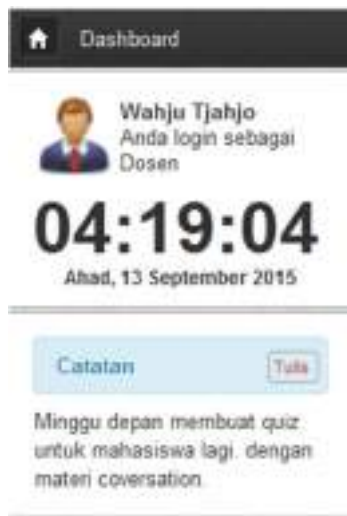 Dashboard
Wahju Tjahjo
Anda login sebagai
Dosen
04:19:04
Ahad, 13 September 2015
Catatan
Tulis
Minggu depan membuat quiz
untuk mahasiswa lagi. dengan
materi coversation